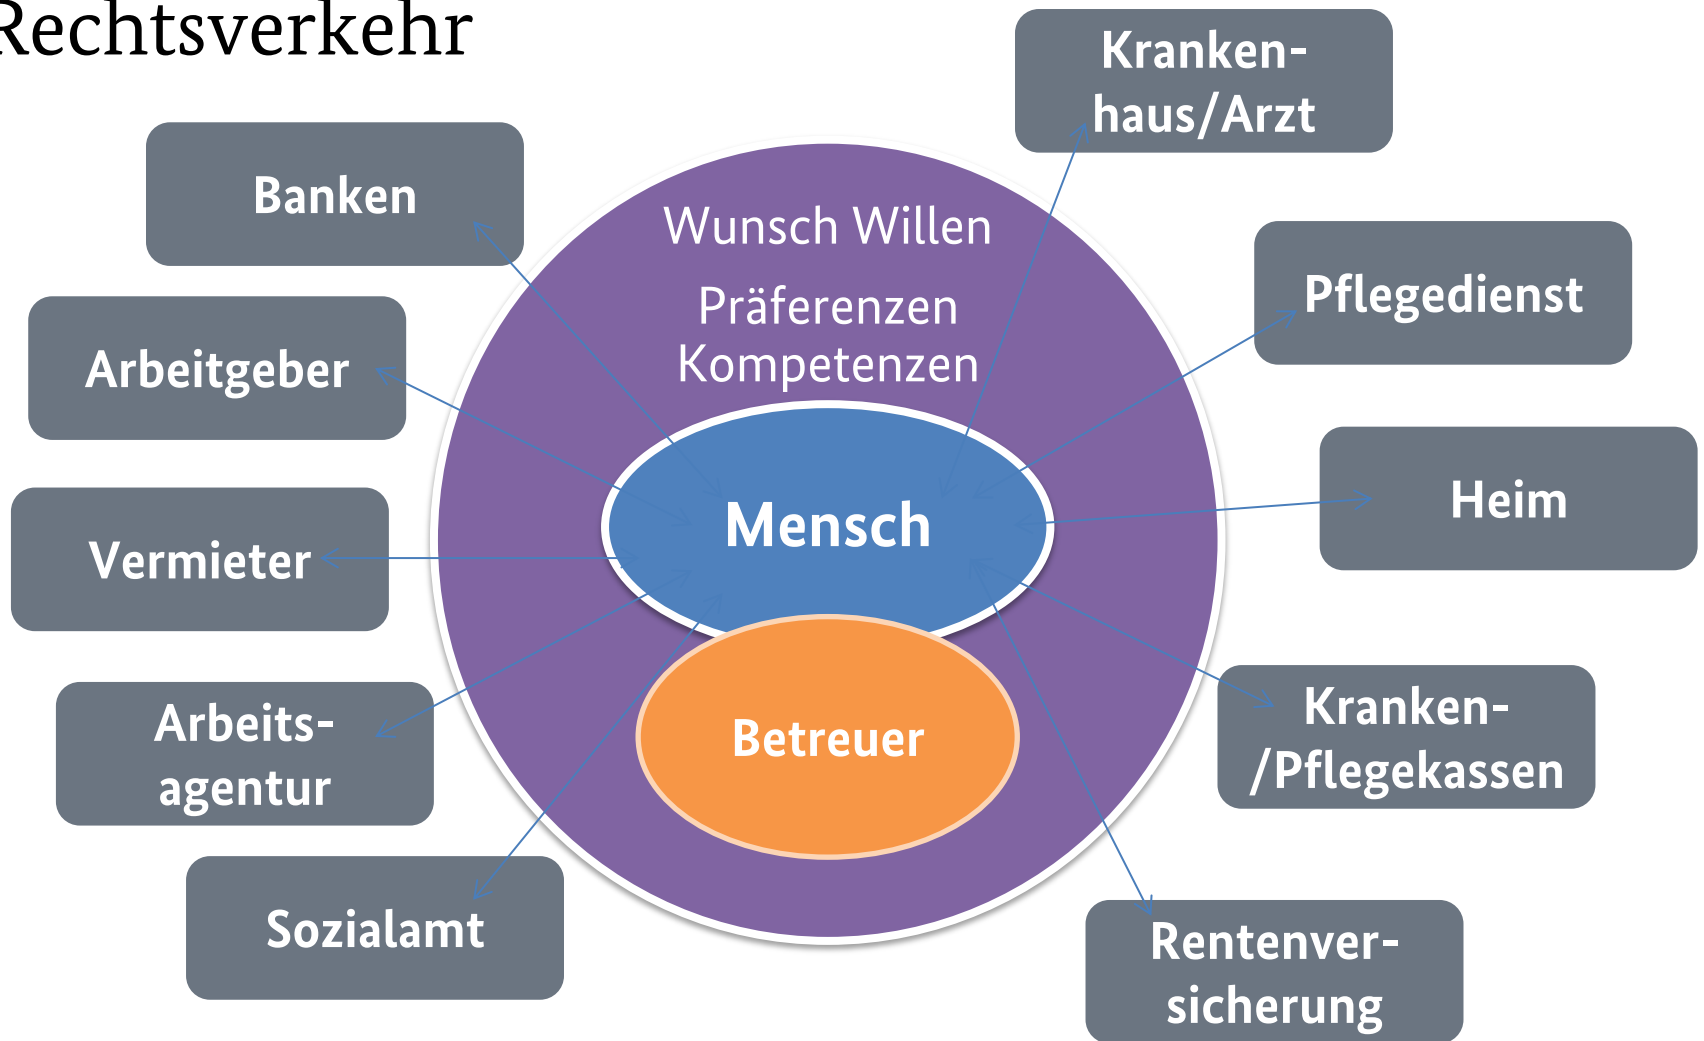 Rechtsverkehr
Kranken-
haus/Arzt
Banken
Wunsch Willen
Präferenzen
Kompetenzen
Pflegedienst
Arbeitgeber
Mensch
Heim
Vermieter
Arbeits-
agentur
Betreuer
Kranken-
/Pflegekassen
Sozialamt
Rentenver-
sicherung